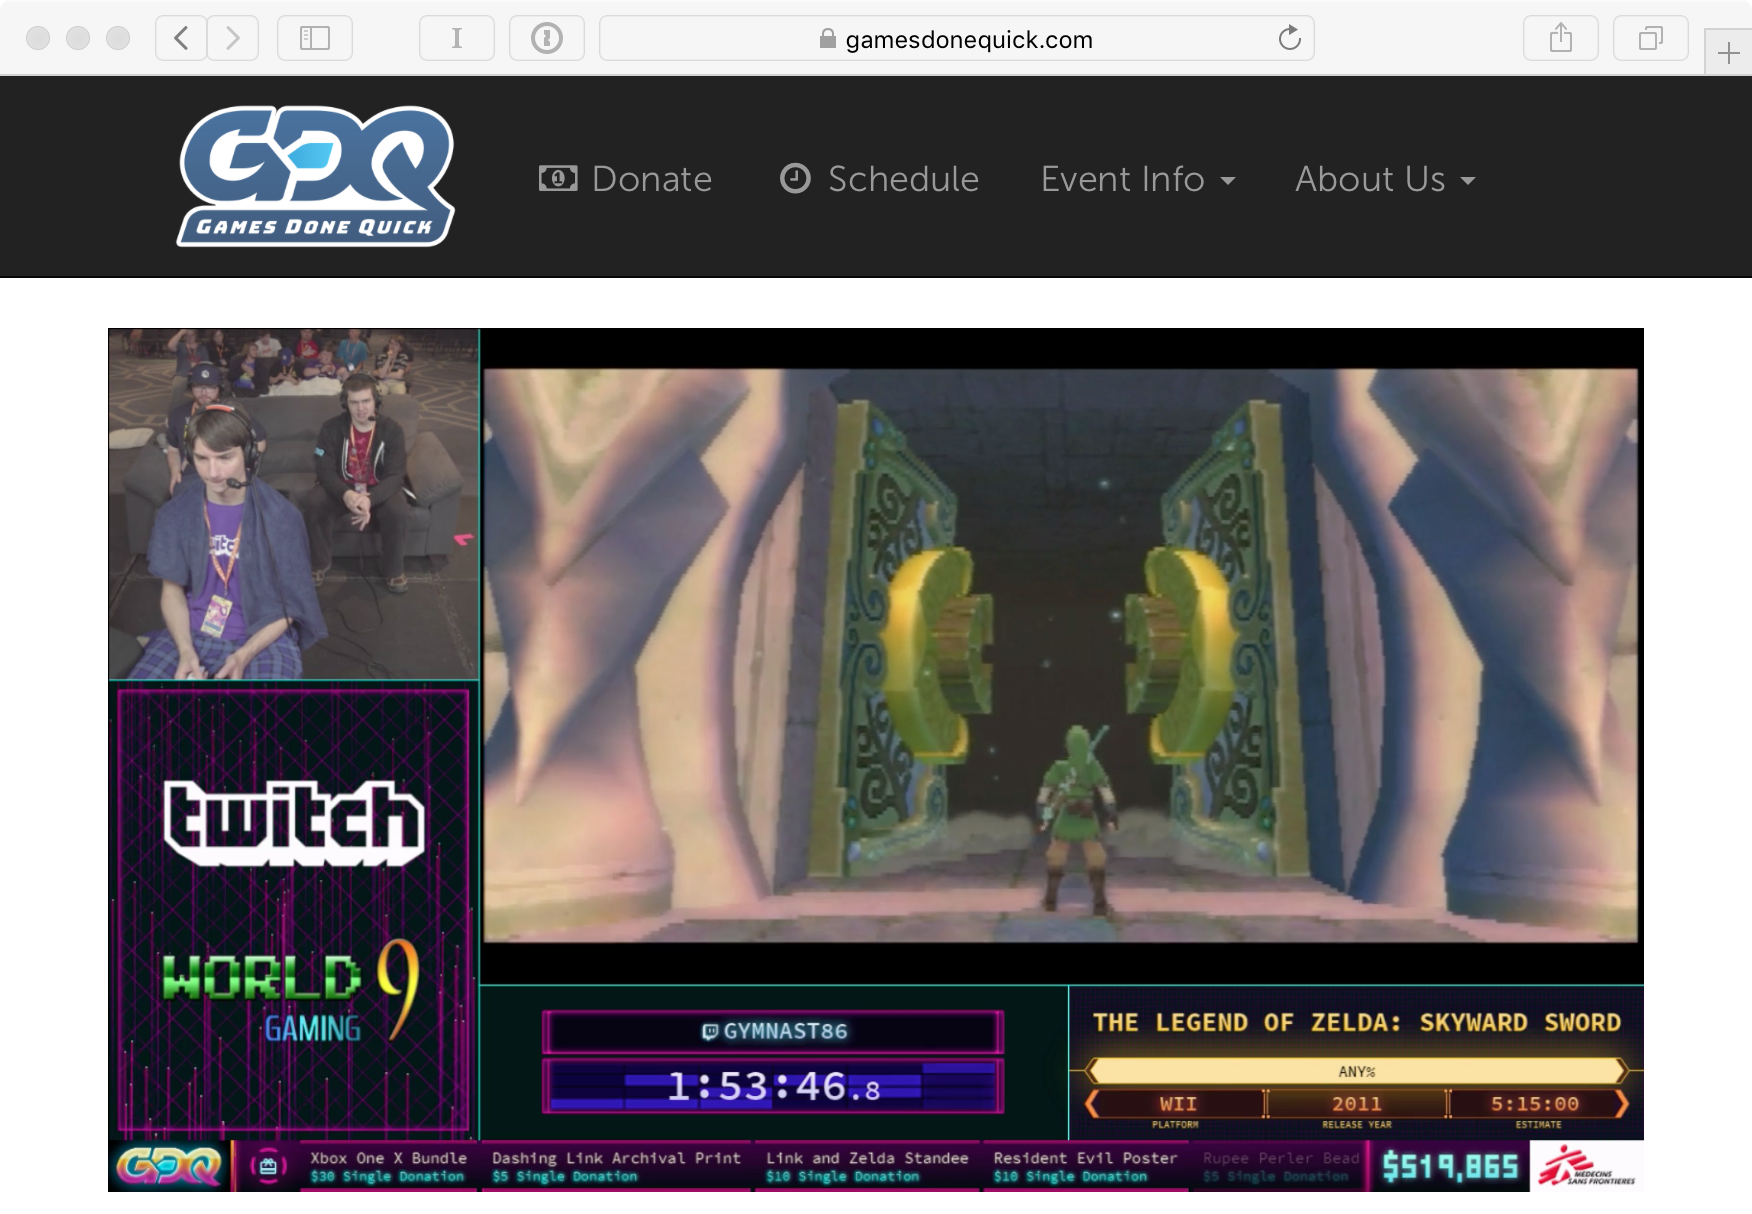 gamesdonequick.com
GDQ
GAMES DONE QUICK
Donate
Schedule
Event Info
About Us
twitch
twitch
WORLD 9
GAMING
GYMNAST86
1:53:46.8
THE LEGEND OF ZELDA: SKYWARD SWORD
ANY%
WII
2011
5:15:00
PLATFORM
RELEASE YEAR
ESTIMATE
GDQ
Xbox One X Bundle
$30 Single Donation
Dashing Link Archival Print
$5 Single Donation
Link and Zelda Standee
$10 Single Donation
Resident Evil Poster
$10 Single Donation
Rupee Perler Bead
$5 Single Donation
$519,865
MEDECINS
SANS FRONTIERES